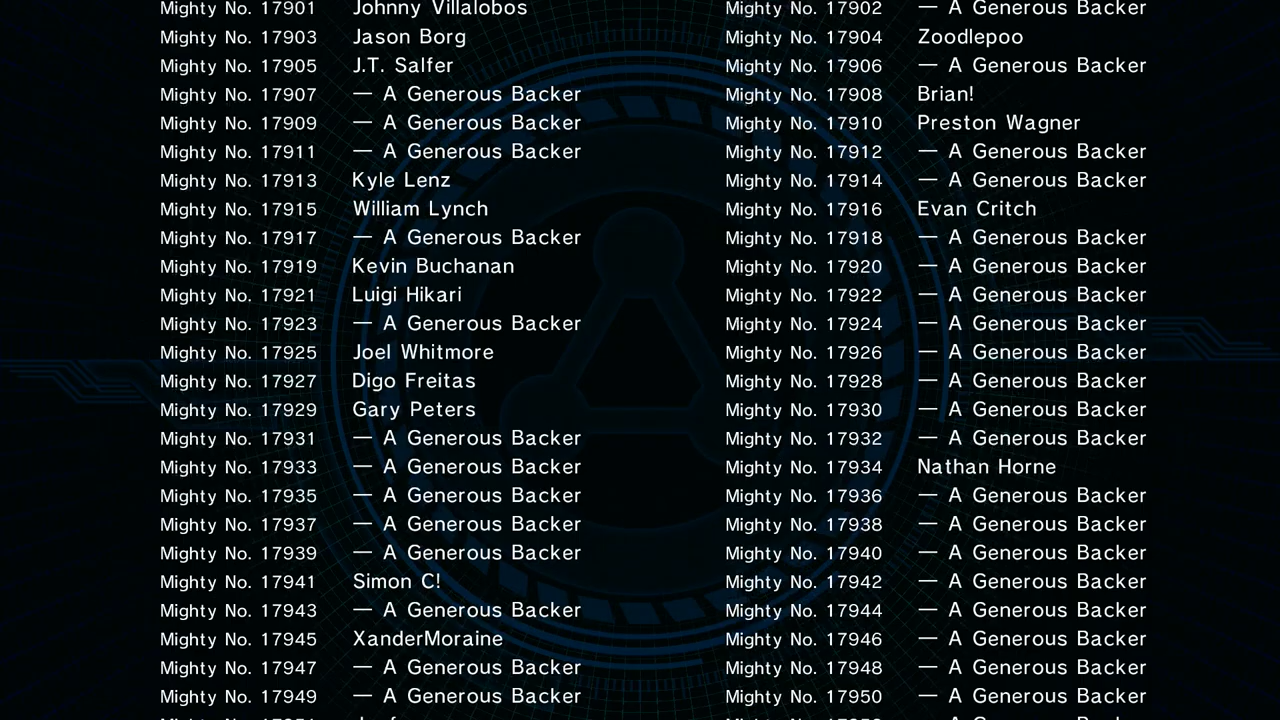 Mighty No. 17901 Johnny Villalobos Mighty No. 17902 — A Generous Backer
Mighty No. 17903 Jason Borg Mighty No. 17904 Zoodlepoo
Mighty No. 17905 J.T. Salfer Mighty No. 17906 — A Generous Backer
Mighty No. 17907 — A Generous Backer Mighty No. 17908 Brian!
Mighty No. 17909 — A Generous Backer Mighty No. 17910 Preston Wagner
Mighty No. 17911 — A Generous Backer Mighty No. 17912 — A Generous Backer
Mighty No. 17913 Kyle Lenz Mighty No. 17914 — A Generous Backer
Mighty No. 17915 William Lynch Mighty No. 17916 Evan Critch
Mighty No. 17917 — A Generous Backer Mighty No. 17918 — A Generous Backer
Mighty No. 17919 Kevin Buchanan Mighty No. 17920 — A Generous Backer
Mighty No. 17921 Luigi Hikari Mighty No. 17922 — A Generous Backer
Mighty No. 17923 — A Generous Backer Mighty No. 17924 — A Generous Backer
Mighty No. 17925 Joel Whitmore Mighty No. 17926 — A Generous Backer
Mighty No. 17927 Digo Freitas Mighty No. 17928 — A Generous Backer
Mighty No. 17929 Gary Peters Mighty No. 17930 — A Generous Backer
Mighty No. 17931 — A Generous Backer Mighty No. 17932 — A Generous Backer
Mighty No. 17933 — A Generous Backer Mighty No. 17934 Nathan Horne
Mighty No. 17935 — A Generous Backer Mighty No. 17936 — A Generous Backer
Mighty No. 17937 — A Generous Backer Mighty No. 17938 — A Generous Backer
Mighty No. 17939 — A Generous Backer Mighty No. 17940 — A Generous Backer
Mighty No. 17941 Simon C! Mighty No. 17942 — A Generous Backer
Mighty No. 17943 — A Generous Backer Mighty No. 17944 — A Generous Backer
Mighty No. 17945 XanderMoraine Mighty No. 17946 — A Generous Backer
Mighty No. 17947 — A Generous Backer Mighty No. 17948 — A Generous Backer
Mighty No. 17949 — A Generous Backer Mighty No. 17950 — A Generous Backer